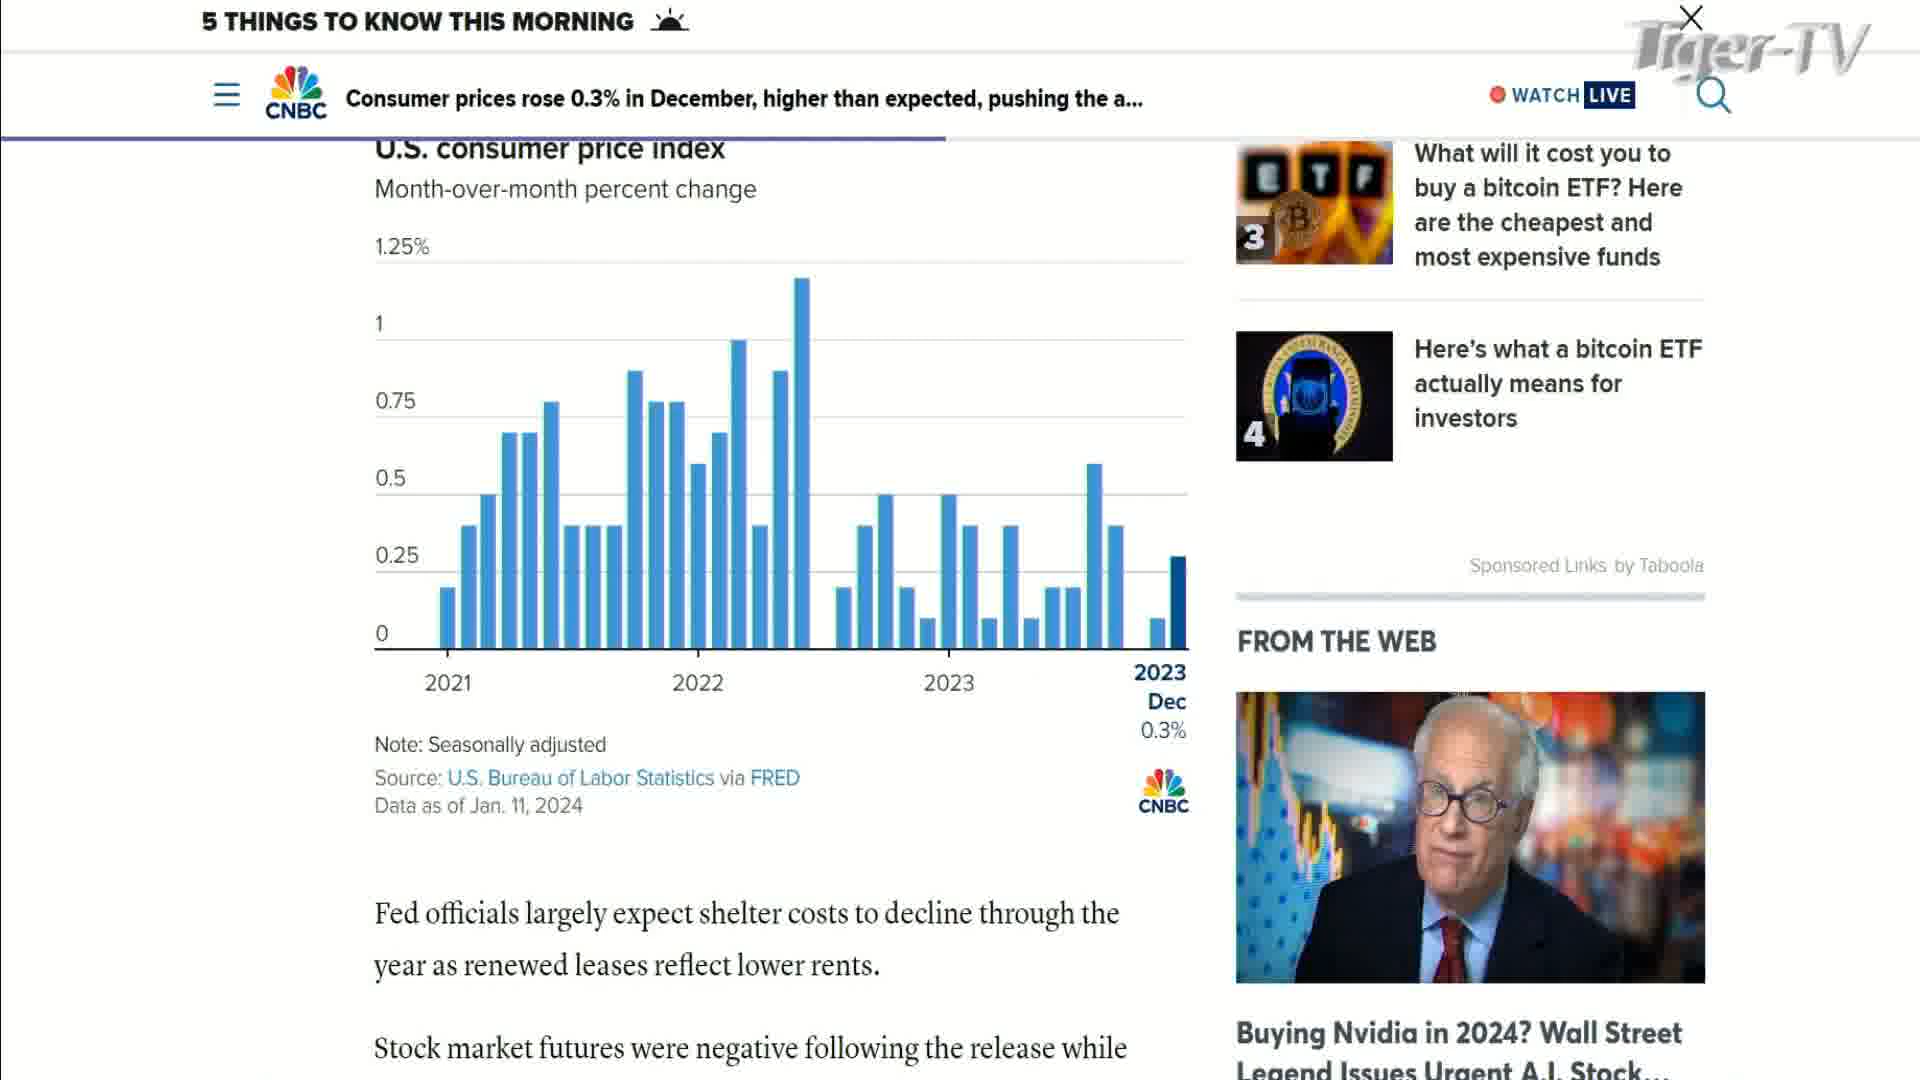 5 THINGS TO KNOW THIS MORNING
Tiger-TV
CNBC
Consumer prices rose 0.3% in December, higher than expected, pushing the a...
WATCH LIVE
U.S. consumer price index
Month-over-month percent change
1.25%
1
0.75
0.5
0.25
0
2021
2022
2023
2023
Dec
0.3%
Note: Seasonally adjusted
Source: U.S. Bureau of Labor Statistics via FRED
Data as of Jan. 11, 2024
CNBC
Fed officials largely expect shelter costs to decline through the
year as renewed leases reflect lower rents.
Stock market futures were negative following the release while
ETF
3
What will it cost you to
buy a bitcoin ETF? Here
are the cheapest and
most expensive funds
4
Here's what a bitcoin ETF
actually means for
investors
Sponsored Links by Taboola
FROM THE WEB
Buying Nvidia in 2024? Wall Street
Legend Issues Urgent A.I. Stock...